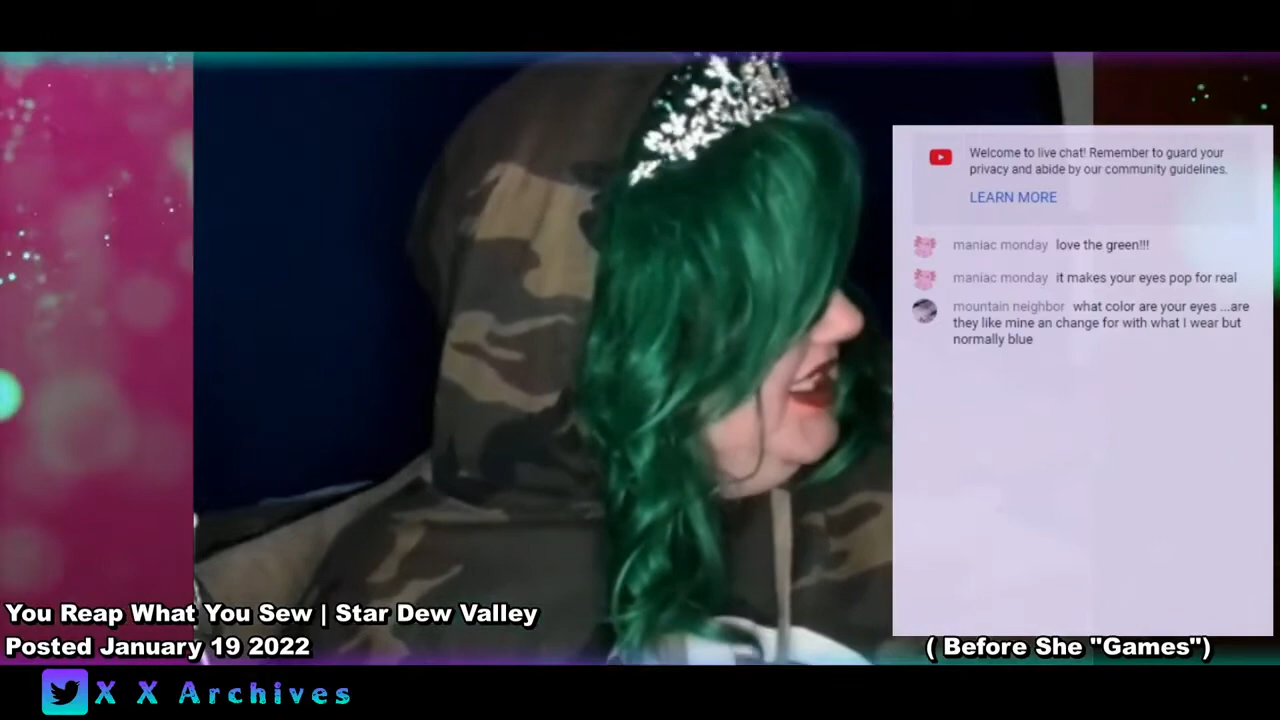 Welcome to live chat! Remember to guard your
privacy and abide by our community guidelines.
LEARN MORE
maniac monday love the green!!!
maniac monday it makes your eyes pop for real
mountain neighbor what color are your eyes ...are
they like mine an change for with what I wear but
normally blue
You Reap What You Sew | Star Dew Valley
Posted January 19 2022
( Before She "Games")
X X Archives